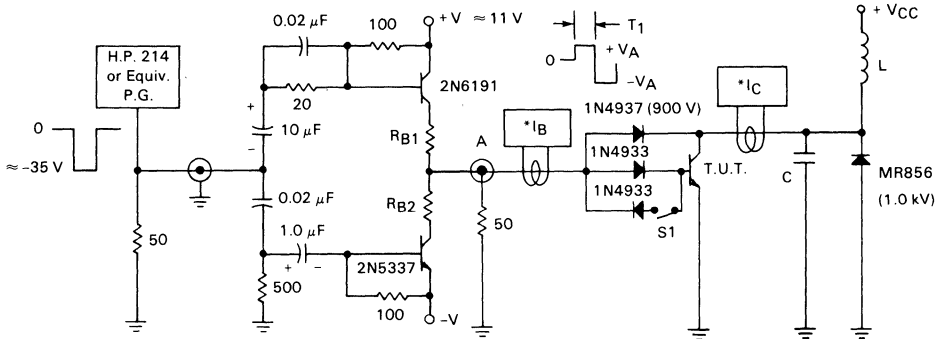 H.P. 214
or Equiv.
P.G.
0
≈ −35 V
50
0.02 µF
100
20
+
10 µF
−
0.02 µF
1.0 µF
+ −
500
100
+V ≈ 11 V
2N6191
RB1
RB2
2N5337
−V
A
50
T1
0
+ VA
−VA
*IB
1N4937 (900 V)
1N4933
1N4933
S1
T.U.T.
*IC
C
+ VCC
L
MR856
(1.0 kV)